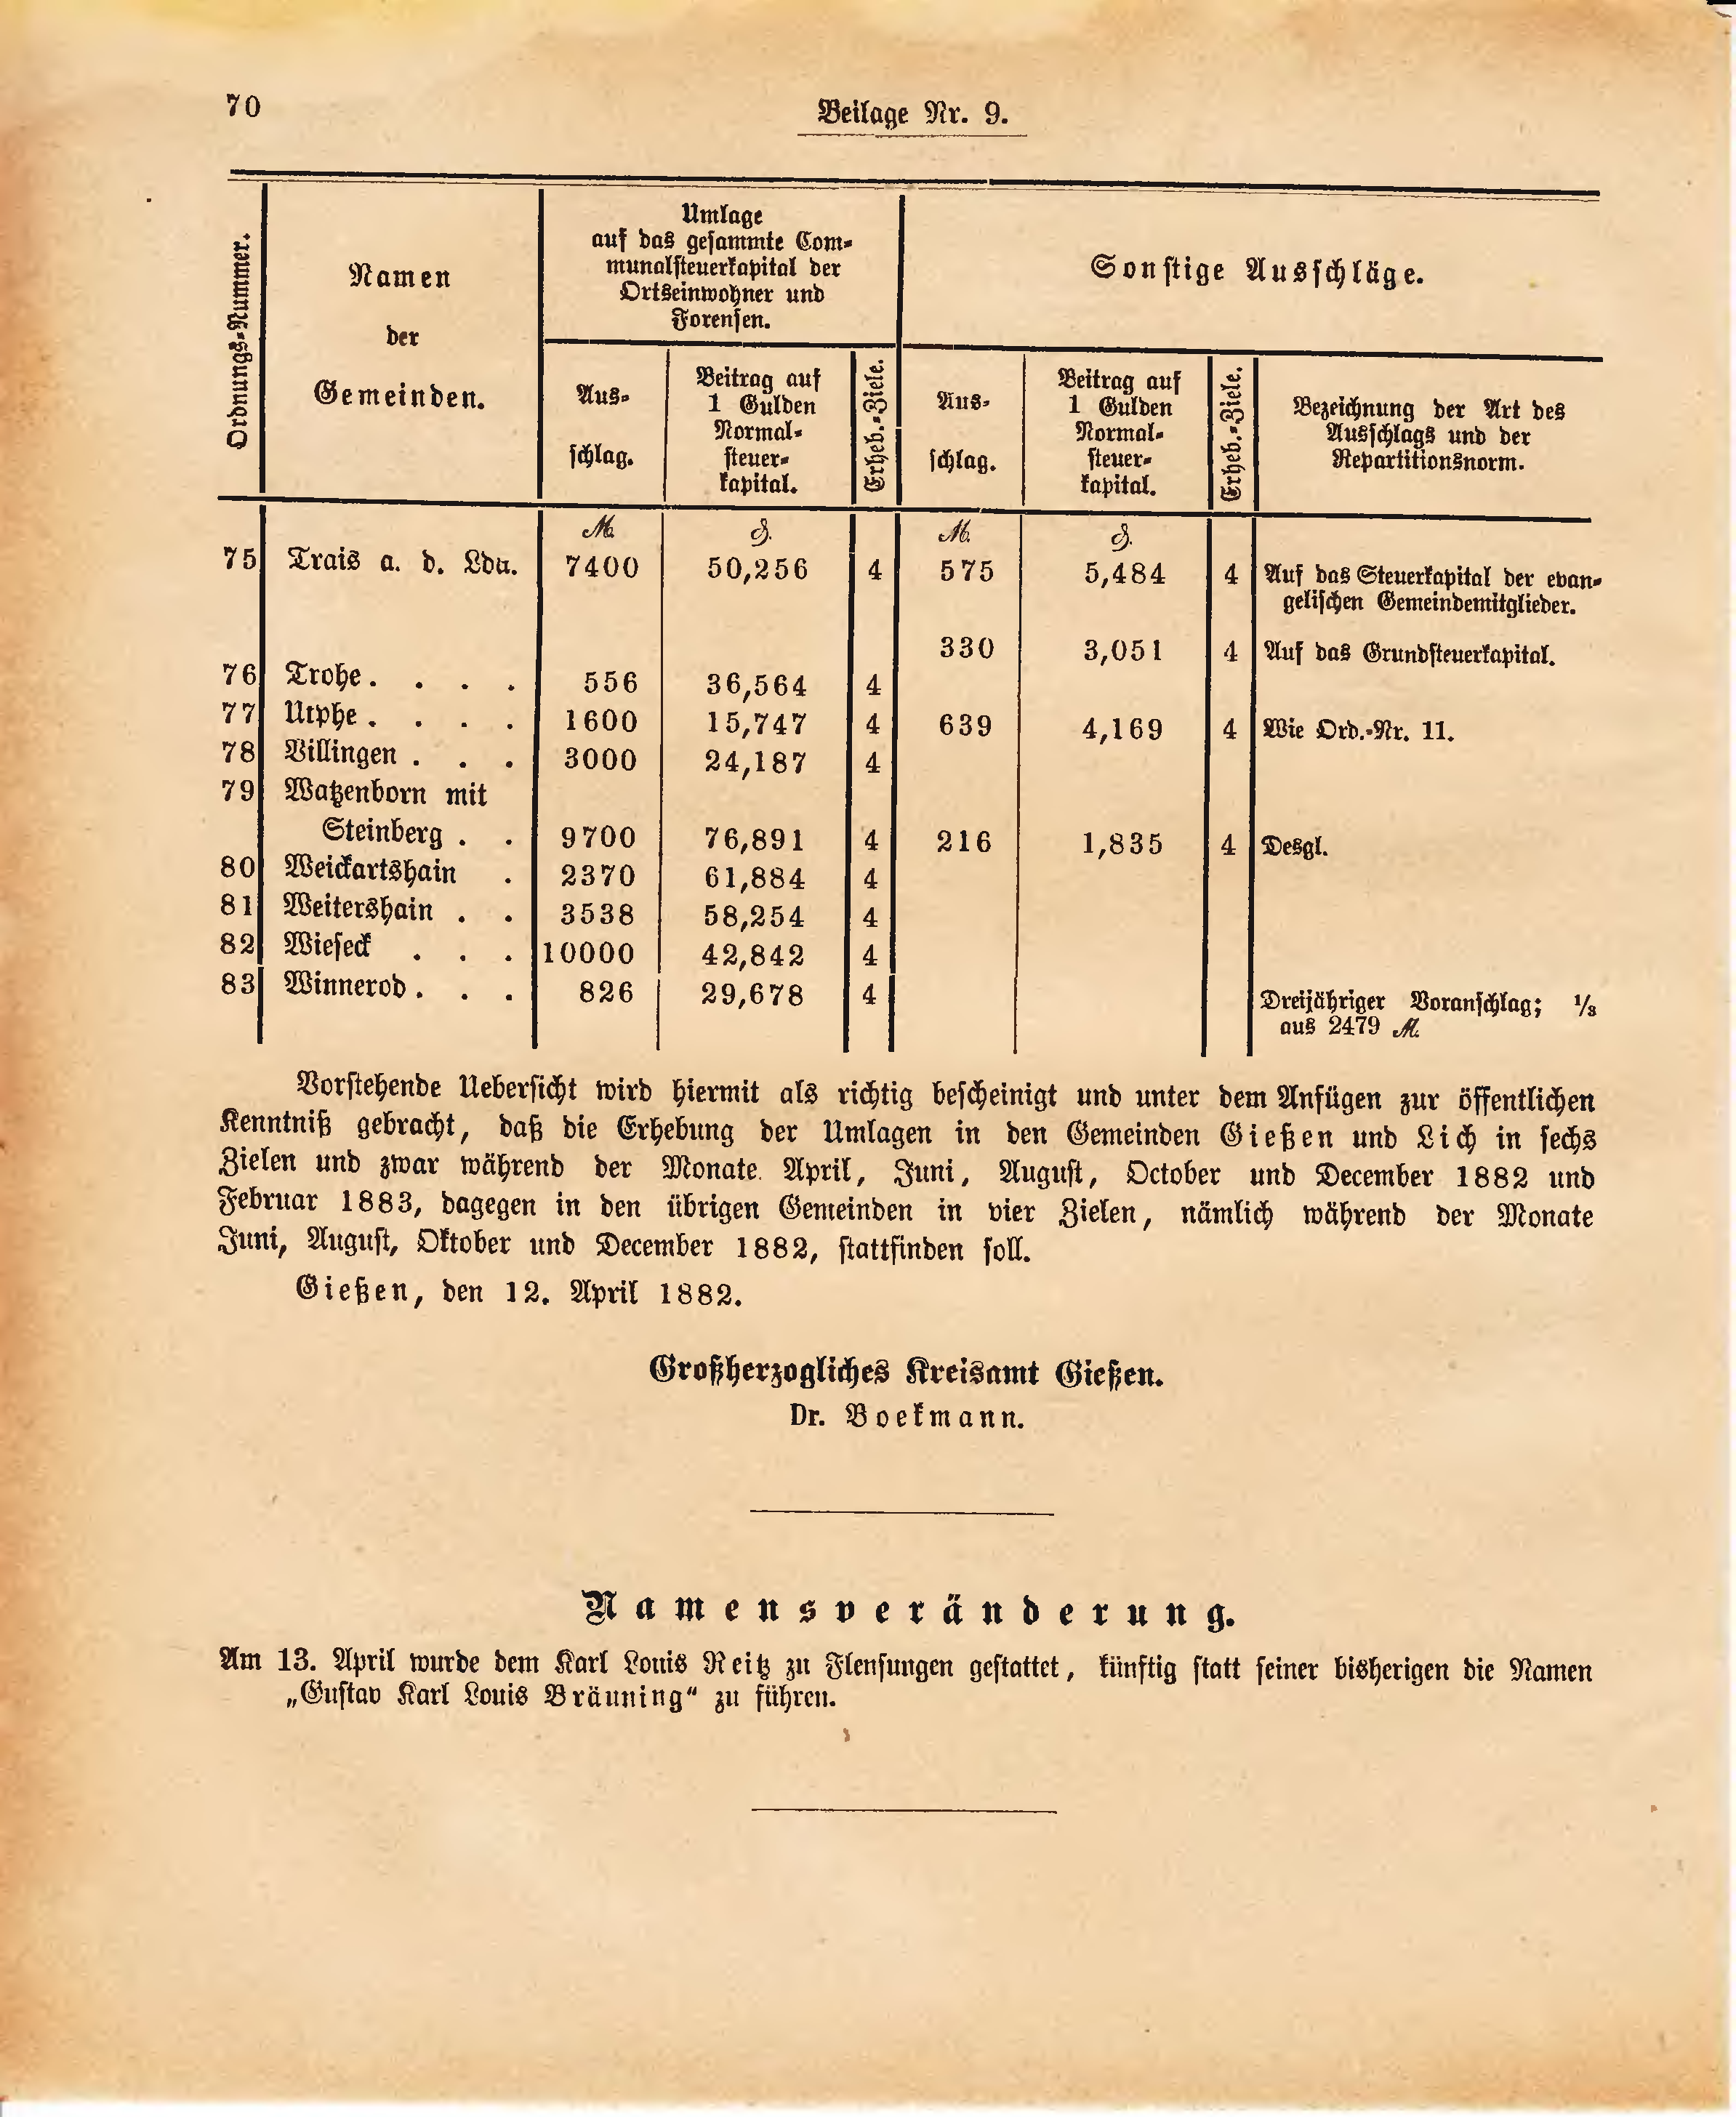 70
Beilage Nr. 9.
Ordnungs-Nummer.
Namen
der
Gemeinden.
Umlage
auf das gesammte Com-
munalsteuerkapital der
Ortseinwohner und
Forensen.
Sonstige Ausschläge.
Aus-
schlag.
Beitrag auf
1 Gulden
Normal-
steuer-
kapital.
Erheb.-Ziele.
Aus-
schlag.
Beitrag auf
1 Gulden
Normal-
steuer-
kapital.
Erheb.-Ziele.
Bezeichnung der Art des
Ausschlags und der
Repartitionsnorm.
M. ₰. M. ₰.
75 Trais a. d. Lda. 7400 50,256 4 575 5,484 4 Auf das Steuerkapital der evan-
gelischen Gemeindemitglieder.
330 3,051 4 Auf das Grundsteuerkapital.
76 Trohe . . . . 556 36,564 4
77 Utphe . . . . 1600 15,747 4 639 4,169 4 Wie Ord.-Nr. 11.
78 Villingen . . . 3000 24,187 4
79 Watzenborn mit
Steinberg . . 9700 76,891 4 216 1,835 4 Desgl.
80 Weickartshain . 2370 61,884 4
81 Weitershain . . 3538 58,254 4
82 Wieseck . . . 10000 42,842 4
83 Winnerod . . . 826 29,678 4 Dreijähriger Voranschlag; 1/3
aus 2479 M.
Vorstehende Uebersicht wird hiermit als richtig bescheinigt und unter dem Anfügen zur öffentlichen
Kenntniß gebracht, daß die Erhebung der Umlagen in den Gemeinden Gießen und Lich in sechs
Zielen und zwar während der Monate April, Juni, August, October und December 1882 und
Februar 1883, dagegen in den übrigen Gemeinden in vier Zielen, nämlich während der Monate
Juni, August, Oktober und December 1882, stattfinden soll.
Gießen, den 12. April 1882.
Großherzogliches Kreisamt Gießen.
Dr. Boekmann.
Namensveränderung.
Am 13. April wurde dem Karl Louis Reitz zu Flensungen gestattet, künftig statt seiner bisherigen die Namen
„Gustav Karl Louis Bräuning“ zu führen.